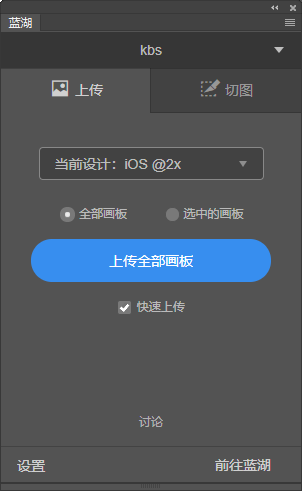 蓝湖
kbs
上传
切图
当前设计：iOS @2x
全部画板
选中的画板
上传全部画板
快速上传
讨论
设置
前往蓝湖